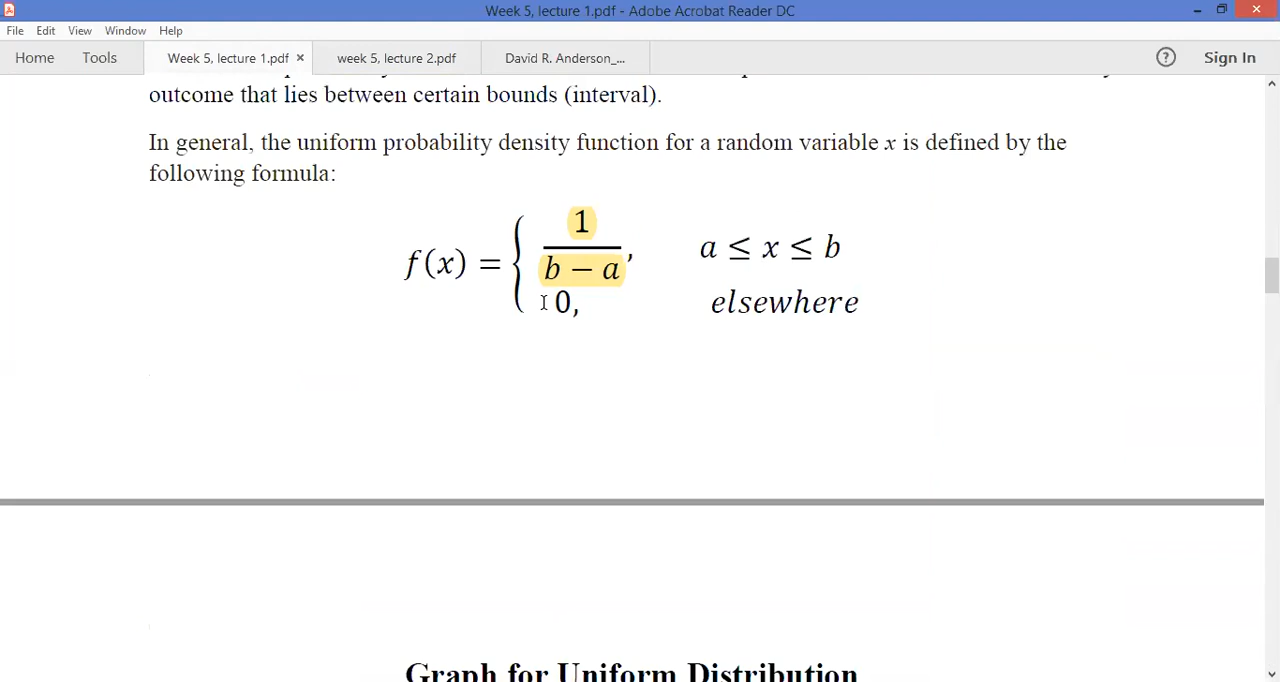 Week 5, lecture 1.pdf - Adobe Acrobat Reader DC
File Edit View Window Help
Home Tools Week 5, lecture 1.pdf × week 5, lecture 2.pdf David R. Anderson_... ? Sign In
outcome that lies between certain bounds (interval).
In general, the uniform probability density function for a random variable x is defined by the
following formula:
f(x) = { 1/(b − a), a ≤ x ≤ b
0, elsewhere
Graph for Uniform Distribution